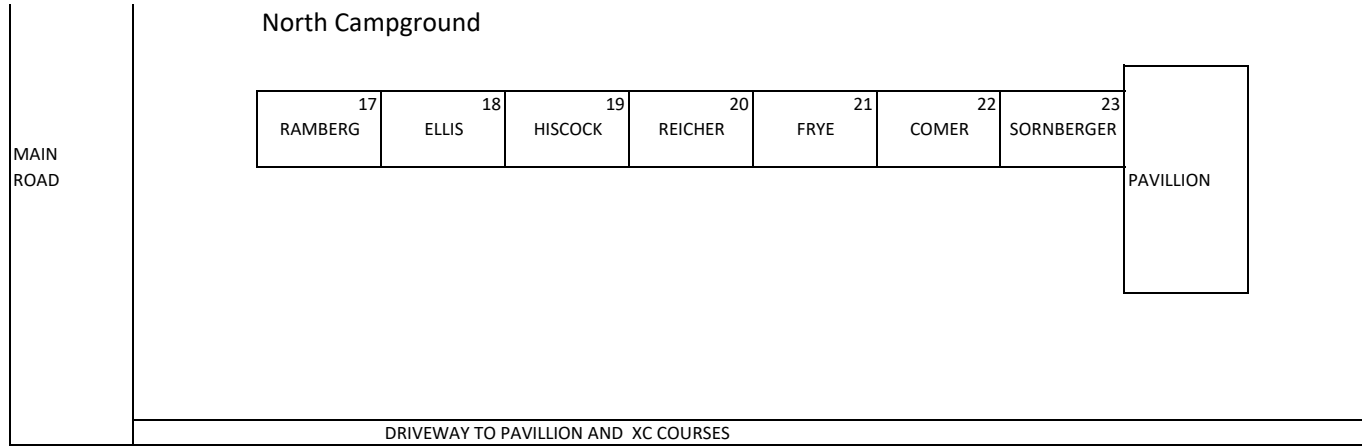 North Campground
17 18 19 20 21 22 23
RAMBERG ELLIS HISCOCK REICHER FRYE COMER SORNBERGER
MAIN
ROAD
PAVILLION
DRIVEWAY TO PAVILLION AND XC COURSES